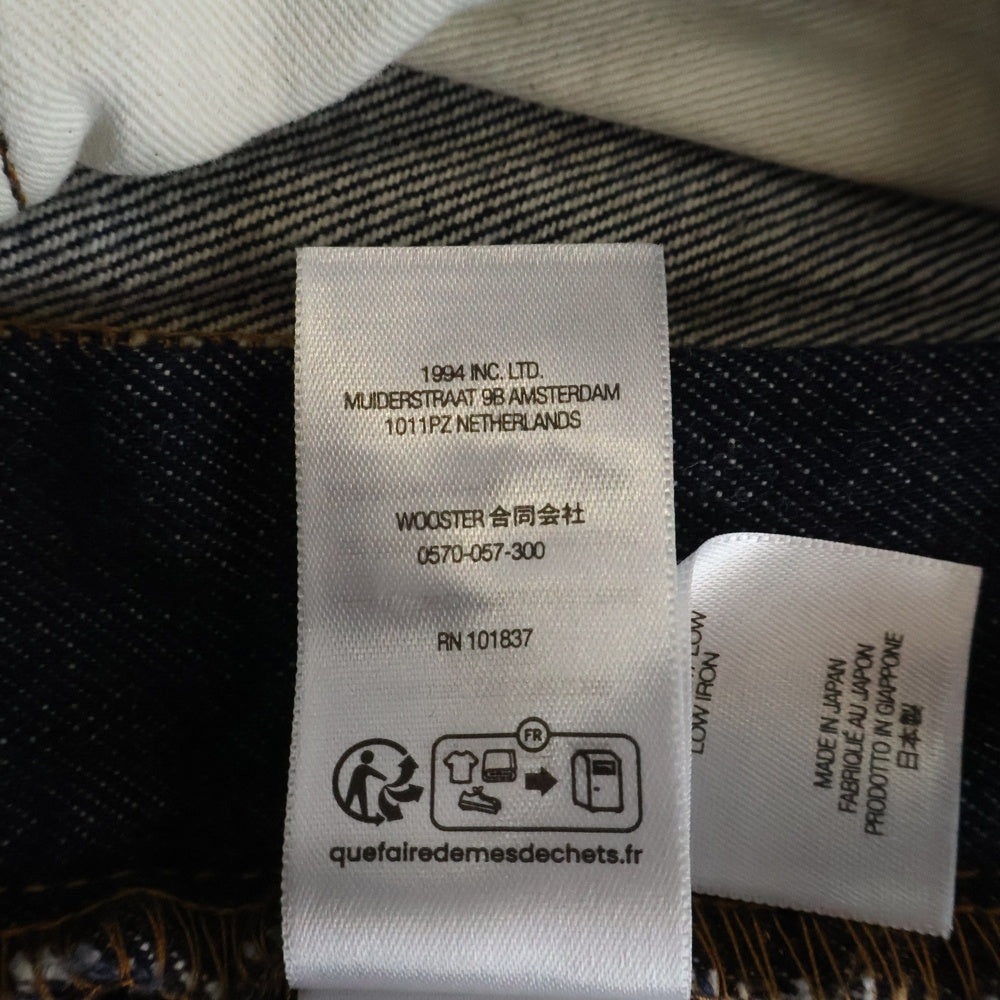 1994 INC. LTD.
MUIDERSTRAAT 9B AMSTERDAM
1011PZ NETHERLANDS
WOOSTER 合同会社
0570-057-300
RN 101837
FR
quefairedemesdechets.fr
LOW
LOW IRON
MADE IN JAPAN
FABRIQUÉ AU JAPON
PRODOTTO IN GIAPPONE
日本製